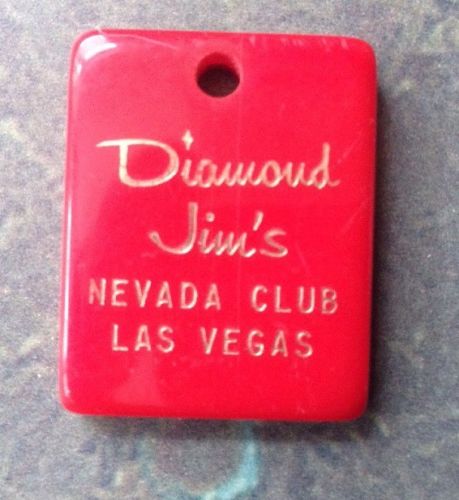 Diamond
Jim's
NEVADA CLUB
LAS VEGAS